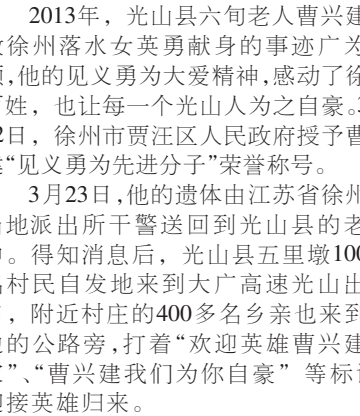 2013年，光山县六旬老人曹兴建
徐州落水女英勇献身的事迹广为
,他的见义勇为大爱精神,感动了徐
姓，也让每一个光山人为之自豪。
2日，徐州市贾汪区人民政府授予曹
“见义勇为先进分子”荣誉称号。
3月23日,他的遗体由江苏省徐州
地派出所干警送回到光山县的老
。得知消息后，光山县五里墩100
村民自发地来到大广高速光山出
，附近村庄的400多名乡亲也来到
的公路旁,打着“欢迎英雄曹兴建
”、“曹兴建我们为你自豪” 等标
迎接英雄归来。